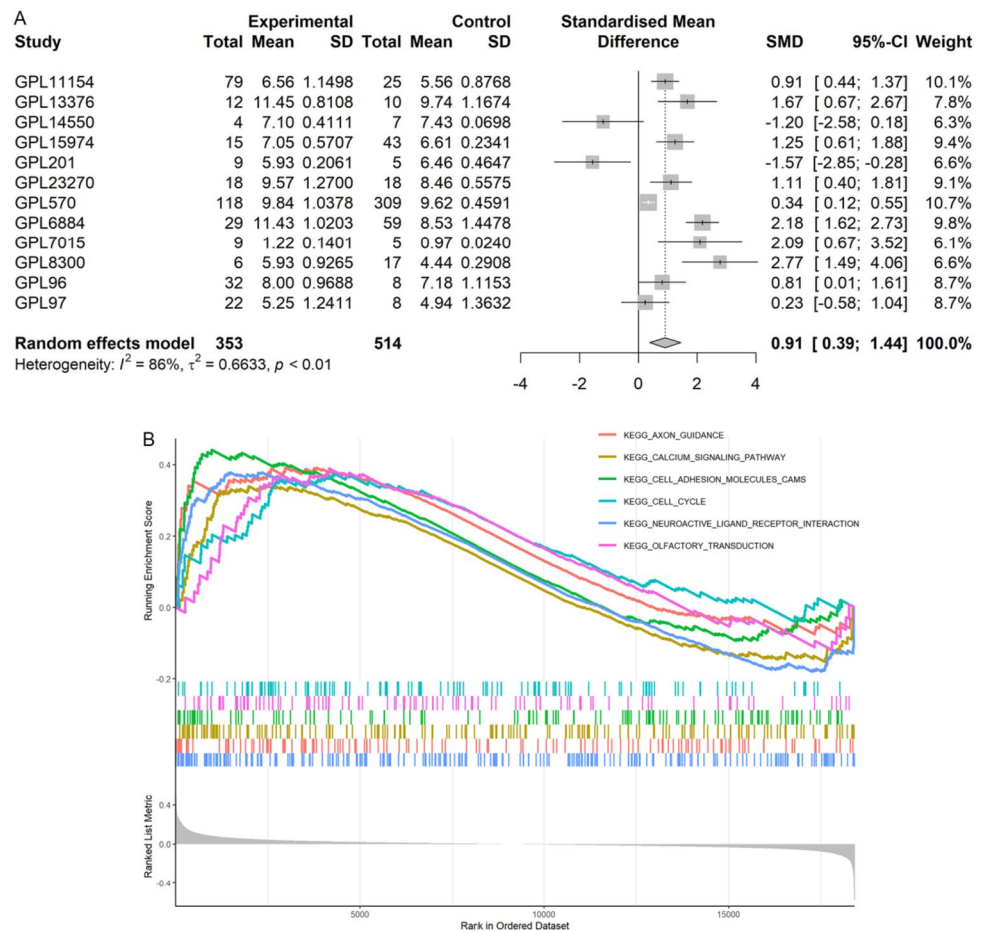 A
Experimental Control Standardised Mean
Study Total Mean SD Total Mean SD Difference SMD 95%-CI Weight
GPL11154 79 6.56 1.1498 25 5.56 0.8768 0.91 [ 0.44; 1.37] 10.1%
GPL13376 12 11.45 0.8108 10 9.74 1.1674 1.67 [ 0.67; 2.67] 7.8%
GPL14550 4 7.10 0.4111 7 7.43 0.0698 -1.20 [-2.58; 0.18] 6.3%
GPL15974 15 7.05 0.5707 43 6.61 0.2341 1.25 [ 0.61; 1.88] 9.4%
GPL201 9 5.93 0.2061 5 6.46 0.4647 -1.57 [-2.85; -0.28] 6.6%
GPL23270 18 9.57 1.2700 18 8.46 0.5575 1.11 [ 0.40; 1.81] 9.1%
GPL570 118 9.84 1.0378 309 9.62 0.4591 0.34 [ 0.12; 0.55] 10.7%
GPL6884 29 11.43 1.0203 59 8.53 1.4478 2.18 [ 1.62; 2.73] 9.8%
GPL7015 9 1.22 0.1401 5 0.97 0.0240 2.09 [ 0.67; 3.52] 6.1%
GPL8300 6 5.93 0.9265 17 4.44 0.2908 2.77 [ 1.49; 4.06] 6.6%
GPL96 32 8.00 0.9688 8 7.18 1.1153 0.81 [ 0.01; 1.61] 8.7%
GPL97 22 5.25 1.2411 8 4.94 1.3632 0.23 [-0.58; 1.04] 8.7%
Random effects model 353 514 0.91 [ 0.39; 1.44] 100.0%
Heterogeneity: I² = 86%, τ² = 0.6633, p < 0.01
-4 -2 0 2 4
B
KEGG_AXON_GUIDANCE
KEGG_CALCIUM_SIGNALING_PATHWAY
KEGG_CELL_ADHESION_MOLECULES_CAMS
KEGG_CELL_CYCLE
KEGG_NEUROACTIVE_LIGAND_RECEPTOR_INTERACTION
KEGG_OLFACTORY_TRANSDUCTION
Running Enrichment Score
0.4
0.2
0.0
-0.2
Ranked List Metric
0.4
0.0
-0.4
5000 10000 15000
Rank in Ordered Dataset